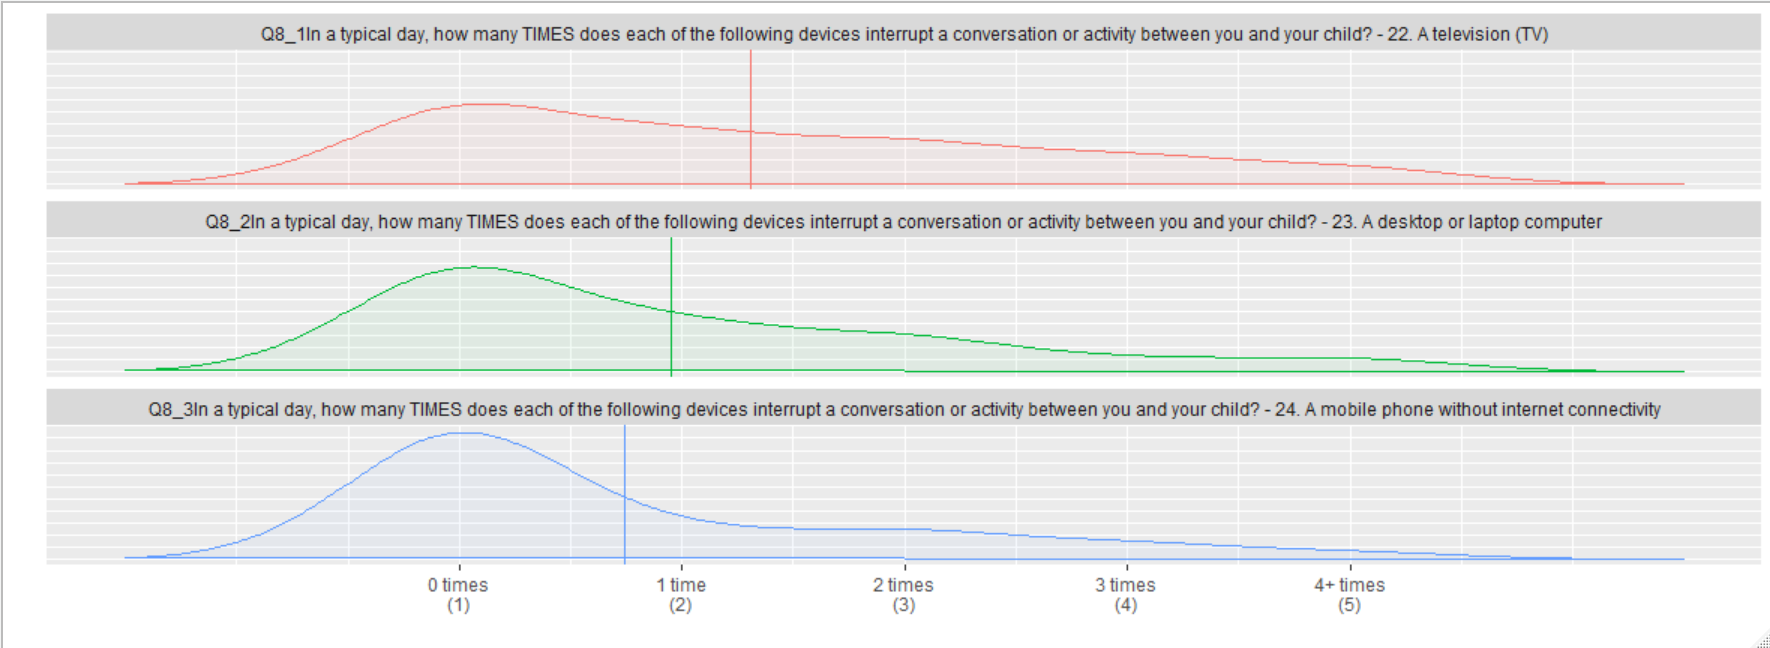 Q8_1In a typical day, how many TIMES does each of the following devices interrupt a conversation or activity between you and your child? - 22. A television (TV)
Q8_2In a typical day, how many TIMES does each of the following devices interrupt a conversation or activity between you and your child? - 23. A desktop or laptop computer
Q8_3In a typical day, how many TIMES does each of the following devices interrupt a conversation or activity between you and your child? - 24. A mobile phone without internet connectivity
0 times 1 time 2 times 3 times 4+ times
(1) (2) (3) (4) (5)